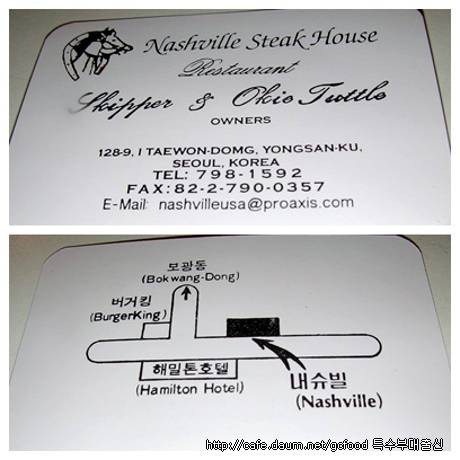 Nashville Steak House
Restaurant
Skipper & Okie Tuttle
OWNERS
128-9, I TAEWON-DOMG, YONGSAN-KU,
SEOUL, KOREA
TEL: 798-1592
FAX:82-2-790-0357
E-Mail: nashvilleusa@proaxis.com
보광동
(Bokwang-Dong)
버거킹
(BurgerKing)
해밀톤호텔
(Hamilton Hotel)
내슈빌
(Nashville)
http://cafe.daum.net/gcfood 특수부대출신